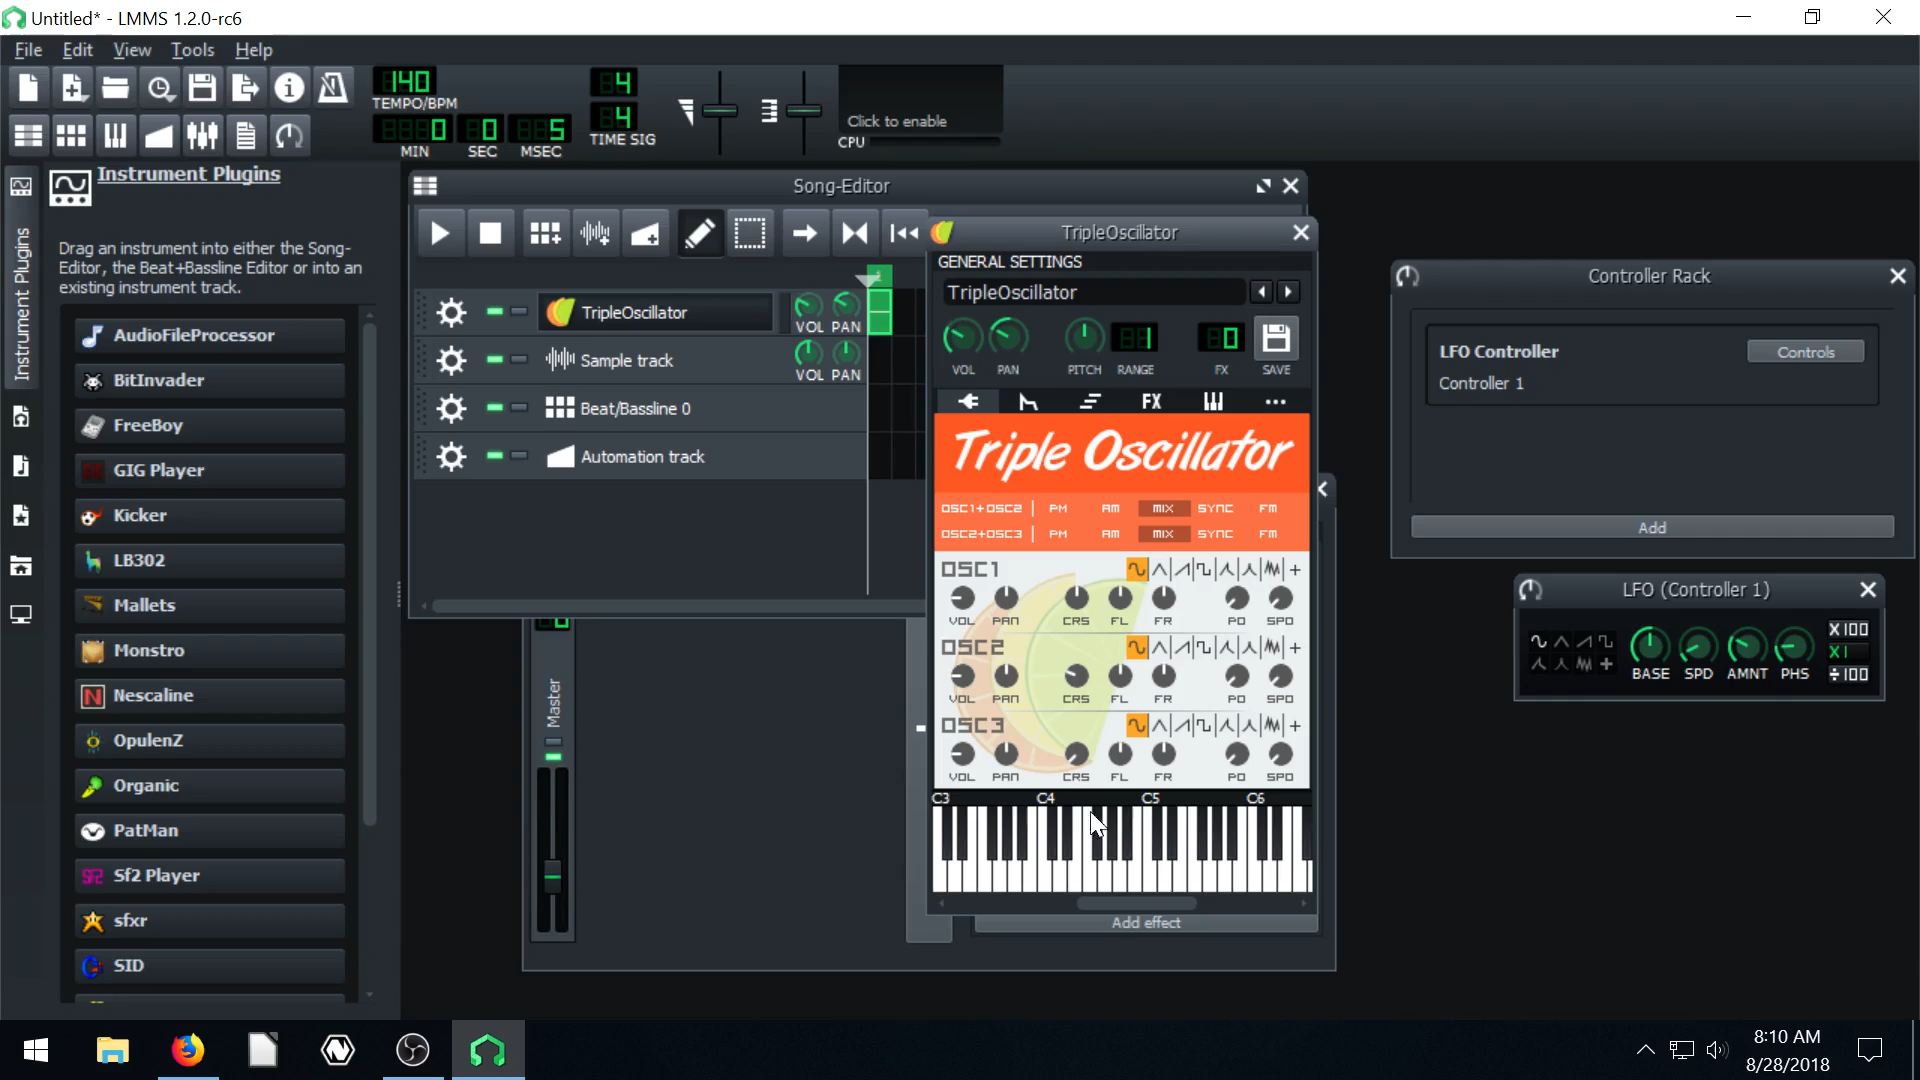 Untitled* - LMMS 1.2.0-rc6
File Edit View Tools Help
140
TEMPO/BPM
0 0 5
MIN SEC MSEC
4
4
TIME SIG
Click to enable
CPU
Instrument Plugins
Instrument Plugins
Drag an instrument into either the Song-
Editor, the Beat+Bassline Editor or into an
existing instrument track.
AudioFileProcessor
BitInvader
FreeBoy
GIG Player
Kicker
LB302
Mallets
Monstro
Nescaline
OpulenZ
Organic
PatMan
Sf2 Player
sfxr
SID
Song-Editor
TripleOscillator
VOL PAN
Sample track
VOL PAN
Beat/Bassline 0
Automation track
Master
TripleOscillator
GENERAL SETTINGS
TripleOscillator
1 0
VOL PAN PITCH RANGE FX SAVE
FX
Triple Oscillator
OSC1+OSC2 PM AM MIX SYNC FM
OSC2+OSC3 PM AM MIX SYNC FM
OSC1
VOL PAN CRS FL FR PO SPO
OSC2
VOL PAN CRS FL FR PO SPO
OSC3
VOL PAN CRS FL FR PO SPO
C3 C4 C5 C6
Add effect
Controller Rack
LFO Controller
Controls
Controller 1
Add
LFO (Controller 1)
X100
X1
÷100
BASE SPD AMNT PHS
8:10 AM
8/28/2018